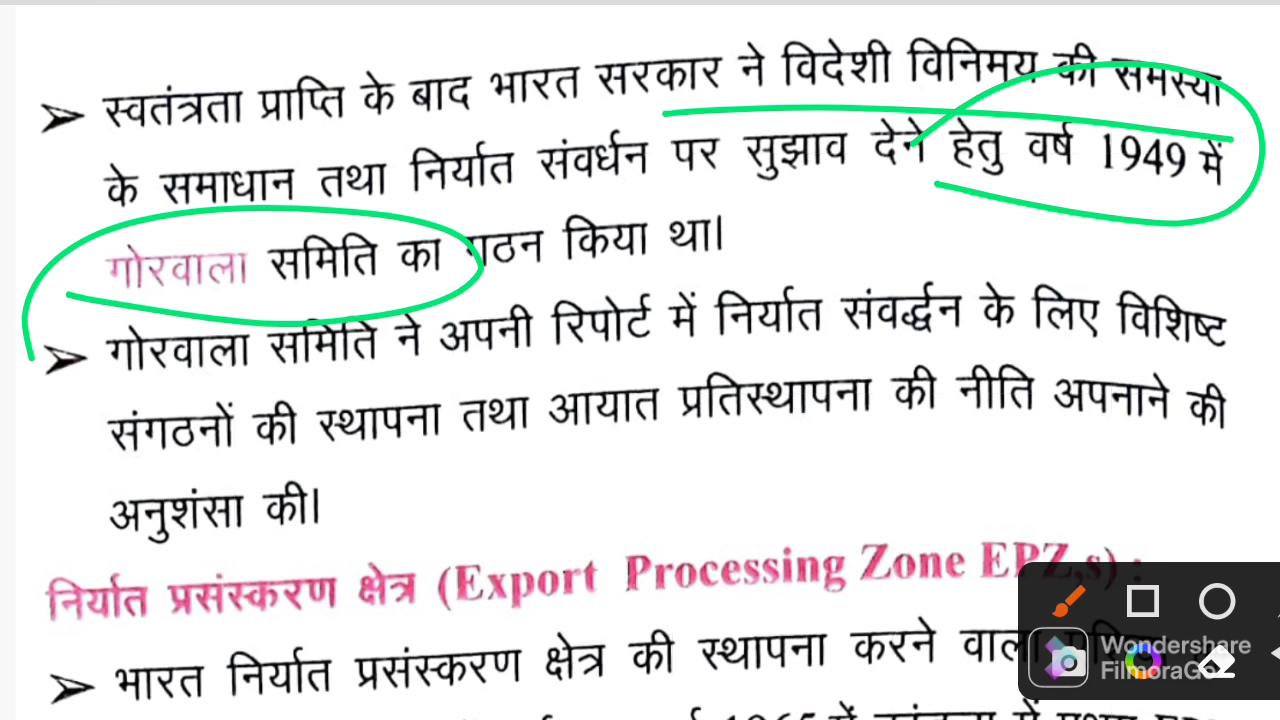 ➢ स्वतंत्रता प्राप्ति के बाद भारत सरकार ने विदेशी विनिमय की समस्या
के समाधान तथा निर्यात संवर्धन पर सुझाव देने हेतु वर्ष 1949 में
गोरवाला समिति का गठन किया था।
➢ गोरवाला समिति ने अपनी रिपोर्ट में निर्यात संवर्द्धन के लिए विशिष्ट
संगठनों की स्थापना तथा आयात प्रतिस्थापना की नीति अपनाने की
अनुशंसा की।
निर्यात प्रसंस्करण क्षेत्र (Export Processing Zone EPZ,s) :
➢ भारत निर्यात प्रसंस्करण क्षेत्र की स्थापना करने वाला
1965 में
Wondershare
FilmoraGo